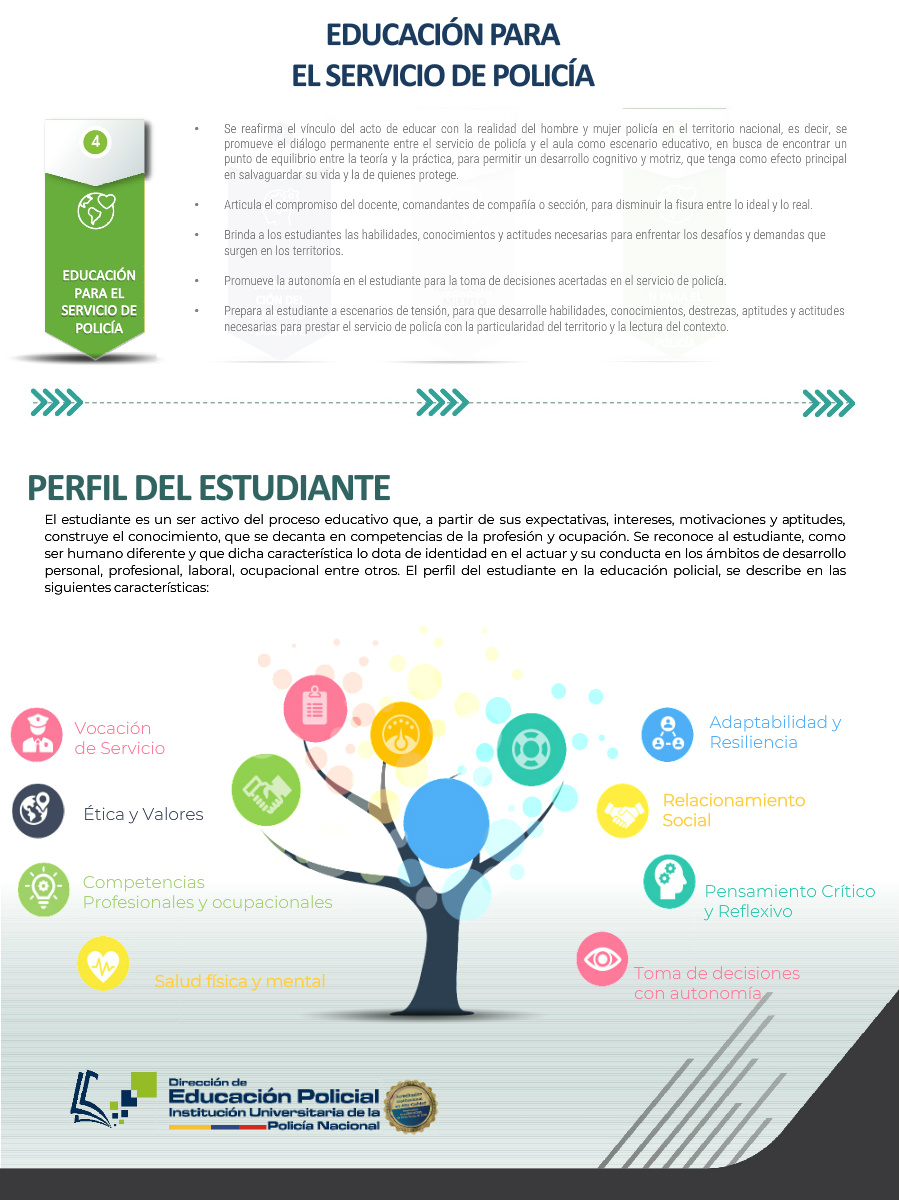 EDUCACIÓN PARA
EL SERVICIO DE POLICÍA
4
EDUCACIÓN
PARA EL
SERVICIO DE
POLICÍA
• Se reafirma el vínculo del acto de educar con la realidad del hombre y mujer policía en el territorio nacional, es decir, se
promueve el diálogo permanente entre el servicio de policía y el aula como escenario educativo, en busca de encontrar un
punto de equilibrio entre la teoría y la práctica, para permitir un desarrollo cognitivo y motriz, que tenga como efecto principal
en salvaguardar su vida y la de quienes protege.
• Articula el compromiso del docente, comandantes de compañía o sección, para disminuir la fisura entre lo ideal y lo real.
• Brinda a los estudiantes las habilidades, conocimientos y actitudes necesarias para enfrentar los desafíos y demandas que
surgen en los territorios.
• Promueve la autonomía en el estudiante para la toma de decisiones acertadas en el servicio de policía.
• Prepara al estudiante a escenarios de tensión, para que desarrolle habilidades, conocimientos, destrezas, aptitudes y actitudes
necesarias para prestar el servicio de policía con la particularidad del territorio y la lectura del contexto.
PERFIL DEL ESTUDIANTE
El estudiante es un ser activo del proceso educativo que, a partir de sus expectativas, intereses, motivaciones y aptitudes,
construye el conocimiento, que se decanta en competencias de la profesión y ocupación. Se reconoce al estudiante, como
ser humano diferente y que dicha característica lo dota de identidad en el actuar y su conducta en los ámbitos de desarrollo
personal, profesional, laboral, ocupacional entre otros. El perfil del estudiante en la educación policial, se describe en las
siguientes características:
Vocación
de Servicio
Ética y Valores
Competencias
Profesionales y ocupacionales
Salud física y mental
Adaptabilidad y
Resiliencia
Relacionamiento
Social
Pensamiento Crítico
y Reflexivo
Toma de decisiones
con autonomía
Dirección de
Educación Policial
Institución Universitaria de la
Policía Nacional